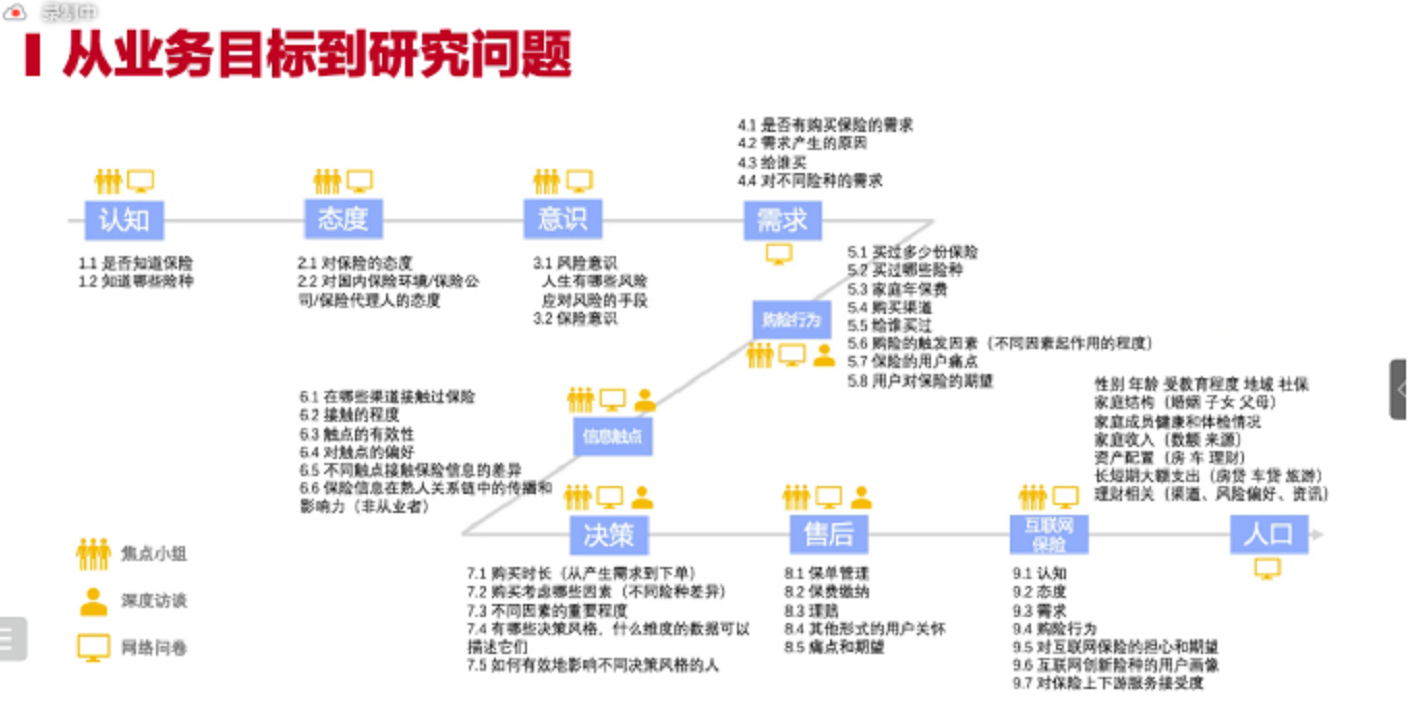 录制中
从业务目标到研究问题
认知
1.1 是否知道保险
1.2 知道哪些险种
态度
2.1 对保险的态度
2.2 对国内保险环境/保险公
司/保险代理人的态度
意识
3.1 风险意识
人生有哪些风险
应对风险的手段
3.2 保险意识
4.1 是否有购买保险的需求
4.2 需求产生的原因
4.3 给谁买
4.4 对不同险种的需求
需求
购险行为
5.1 买过多少份保险
5.2 买过哪些险种
5.3 家庭年保费
5.4 购买渠道
5.5 给谁买过
5.6 购险的触发因素（不同因素起作用的程度）
5.7 保险的用户痛点
5.8 用户对保险的期望
信息触点
6.1 在哪些渠道接触过保险
6.2 接触的程度
6.3 触点的有效性
6.4 对触点的偏好
6.5 不同触点接触保险信息的差异
6.6 保险信息在熟人关系链中的传播和
影响力（非从业者）
决策
7.1 购买时长（从产生需求到下单）
7.2 购买考虑哪些因素（不同险种差异）
7.3 不同因素的重要程度
7.4 有哪些决策风格，什么维度的数据可以
描述它们
7.5 如何有效地影响不同决策风格的人
售后
8.1 保单管理
8.2 保费缴纳
8.3 理赔
8.4 其他形式的用户关怀
8.5 痛点和期望
互联网
保险
9.1 认知
9.2 态度
9.3 需求
9.4 购险行为
9.5 对互联网保险的担心和期望
9.6 互联网创新险种的用户画像
9.7 对保险上下游服务接受度
性别 年龄 受教育程度 地域 社保
家庭结构（婚姻 子女 父母）
家庭成员健康和体检情况
家庭收入（数额 来源）
资产配置（房 车 理财）
长短期大额支出（房贷 车贷 旅游）
理财相关（渠道、风险偏好、资讯）
人口
焦点小组
深度访谈
网络问卷